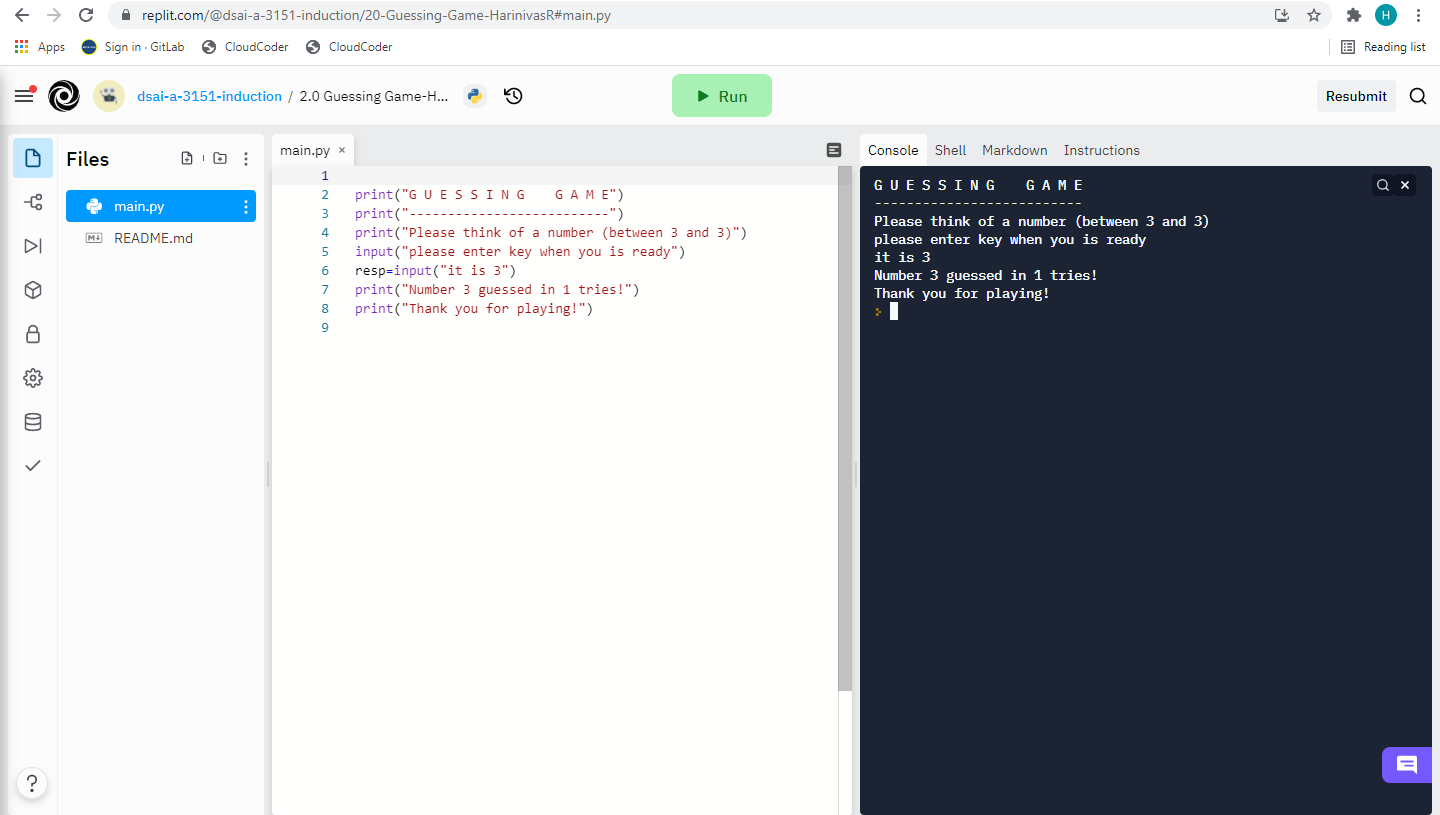 replit.com/@dsai-a-3151-induction/20-Guessing-Game-HarinivasR#main.py
H
Apps Sign in · GitLab CloudCoder CloudCoder Reading list
dsai-a-3151-induction / 2.0 Guessing Game-H... Run Resubmit
Files
main.py
README.md
main.py ×
1
2 print("G U E S S I N G    G A M E")
3 print("--------------------------")
4 print("Please think of a number (between 3 and 3)")
5 input("please enter key when you is ready")
6 resp=input("it is 3")
7 print("Number 3 guessed in 1 tries!")
8 print("Thank you for playing!")
9
Console Shell Markdown Instructions
G U E S S I N G    G A M E
--------------------------
Please think of a number (between 3 and 3)
please enter key when you is ready
it is 3
Number 3 guessed in 1 tries!
Thank you for playing!
?